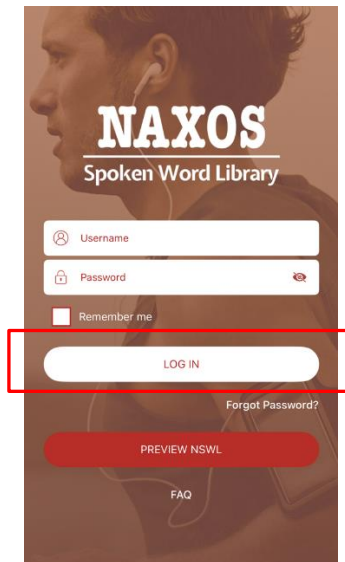 NAXOS
Spoken Word Library
Username
Password
Remember me
LOG IN
Forgot Password?
PREVIEW NSWL
FAQ